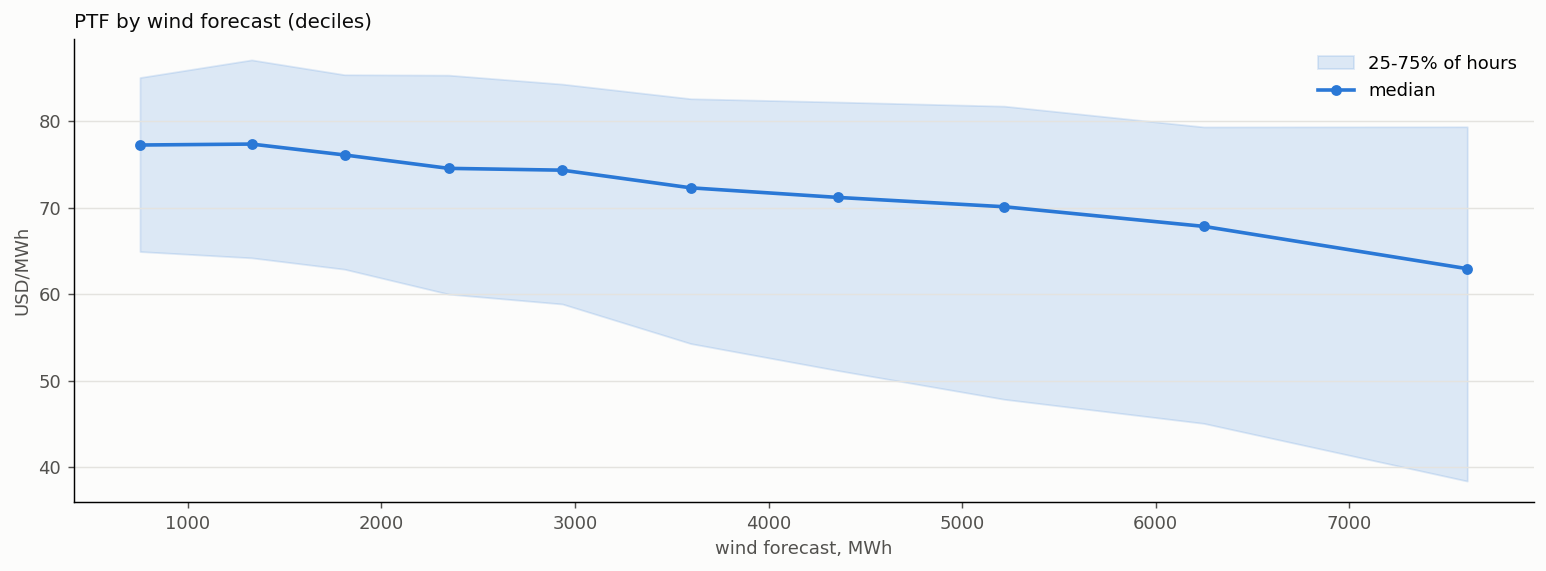 PTF by wind forecast (deciles)
25-75% of hours
median
USD/MWh
80
70
60
50
40
1000 2000 3000 4000 5000 6000 7000
wind forecast, MWh